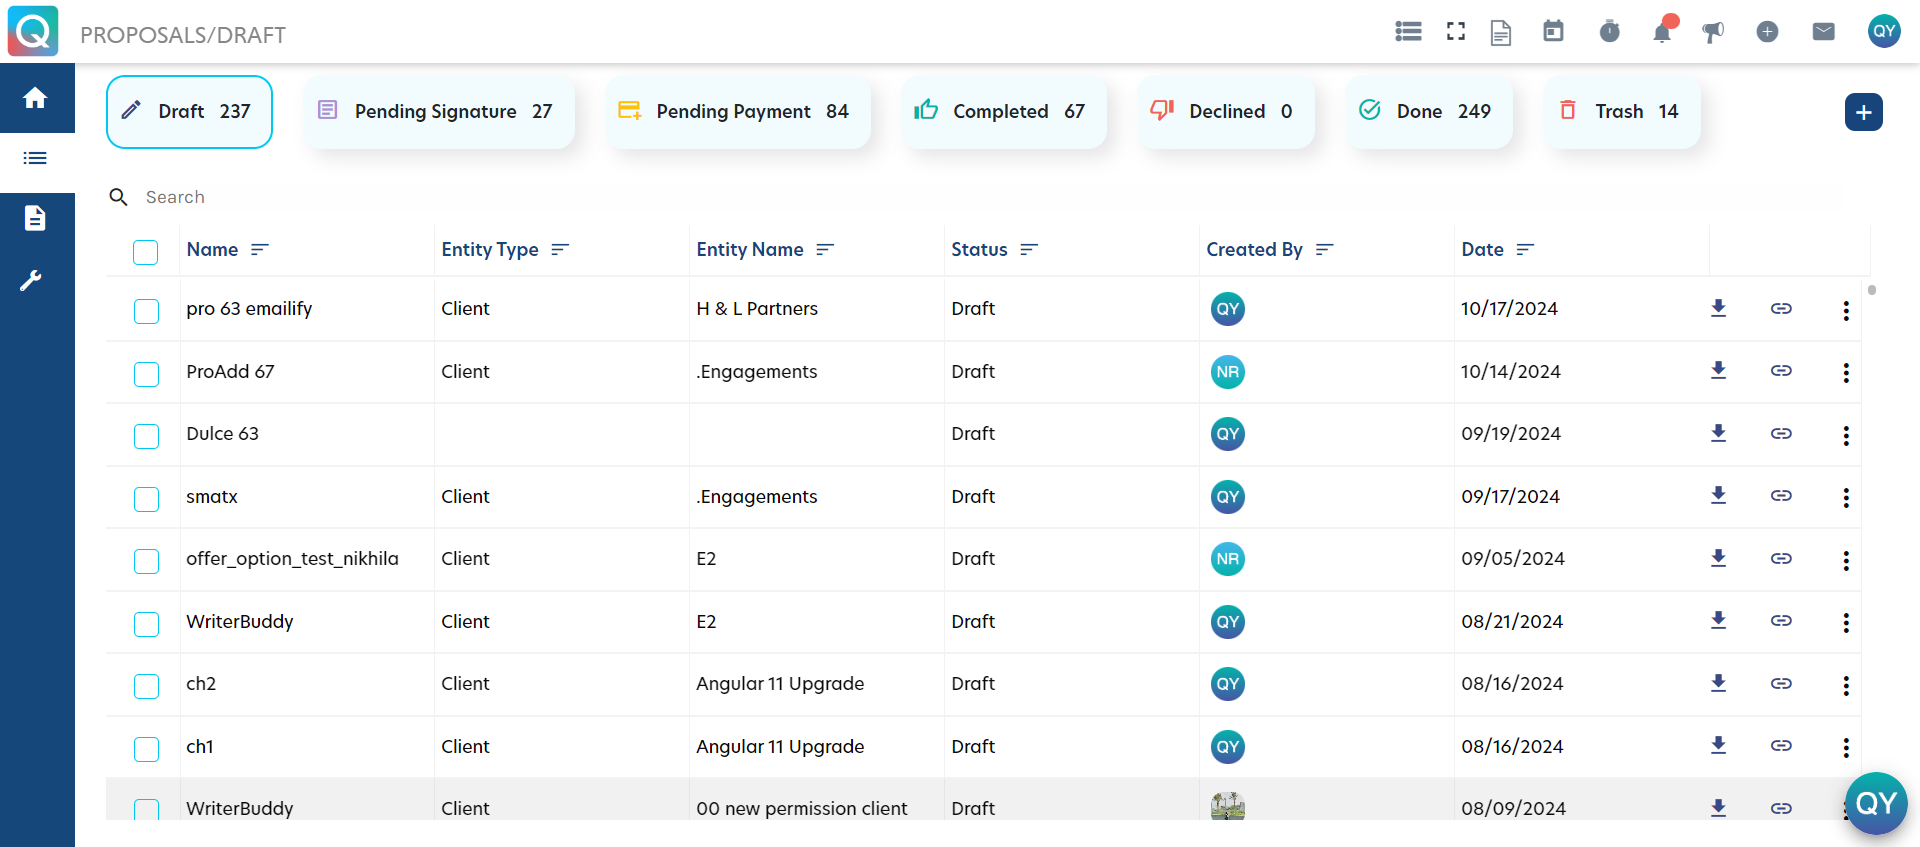 PROPOSALS/DRAFT
QY
Draft 237
Pending Signature 27
Pending Payment 84
Completed 67
Declined 0
Done 249
Trash 14
Search
Name Entity Type Entity Name Status Created By Date
pro 63 emailify Client H & L Partners Draft QY 10/17/2024
ProAdd 67 Client .Engagements Draft NR 10/14/2024
Dulce 63 Draft QY 09/19/2024
smatx Client .Engagements Draft QY 09/17/2024
offer_option_test_nikhila Client E2 Draft NR 09/05/2024
WriterBuddy Client E2 Draft QY 08/21/2024
ch2 Client Angular 11 Upgrade Draft QY 08/16/2024
ch1 Client Angular 11 Upgrade Draft QY 08/16/2024
WriterBuddy Client 00 new permission client Draft 08/09/2024
QY